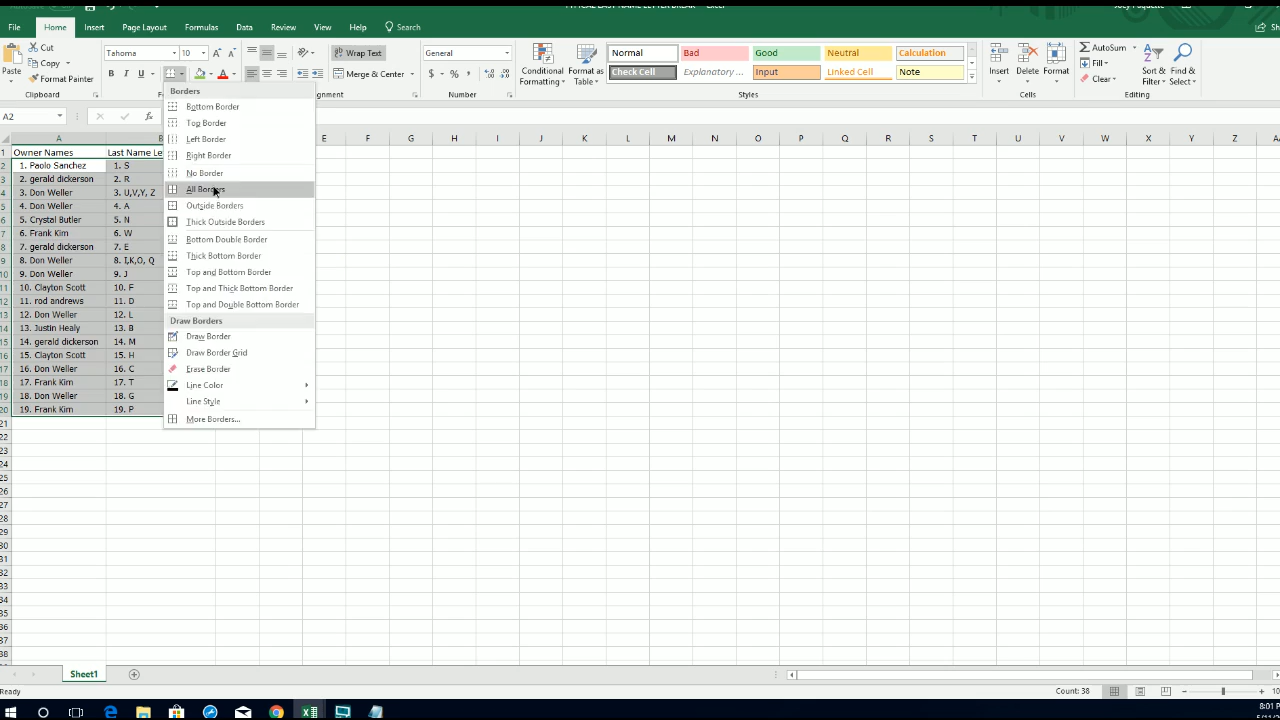 File Home Insert Page Layout Formulas Data Review View Help Search
Cut
Copy
Format Painter
Paste
Clipboard
Tahoma 10
B I U
Wrap Text
Merge & Center
General
$ % ,
Number
Conditional Formatting
Format as Table
Normal Bad Good Neutral Calculation
Check Cell Explanatory ... Input Linked Cell Note
Styles
Insert Delete Format
Cells
AutoSum
Fill
Clear
Sort & Filter
Find & Select
Editing
A2
fx
Borders
Bottom Border
Top Border
Left Border
Right Border
No Border
All Borders
Outside Borders
Thick Outside Borders
Bottom Double Border
Thick Bottom Border
Top and Bottom Border
Top and Thick Bottom Border
Top and Double Bottom Border
Draw Borders
Draw Border
Draw Border Grid
Erase Border
Line Color
Line Style
More Borders...
A E F G H I J K L M N O P Q R S T U V W X Y Z
Owner Names Last Name Le
1. Paolo Sanchez 1. S
2. gerald dickerson 2. R
3. Don Weller 3. U,V,Y, Z
4. Don Weller 4. A
5. Crystal Butler 5. N
6. Frank Kim 6. W
7. gerald dickerson 7. E
8. Don Weller 8. I,K,O, Q
9. Don Weller 9. J
10. Clayton Scott 10. F
11. rod andrews 11. D
12. Don Weller 12. L
13. Justin Healy 13. B
14. gerald dickerson 14. M
15. Clayton Scott 15. H
16. Don Weller 16. C
17. Frank Kim 17. T
18. Don Weller 18. G
19. Frank Kim 19. P
Sheet1
Ready
Count: 38
8:01 P